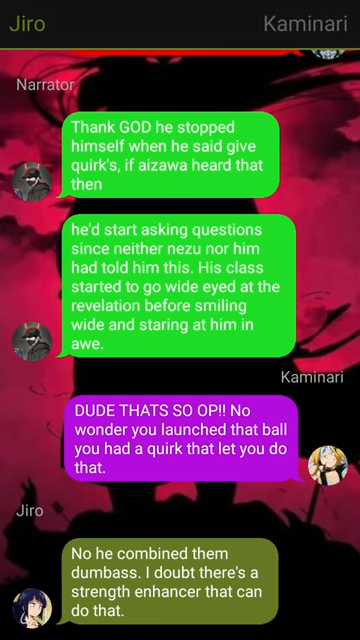 Jiro Kaminari
Narrator
Thank GOD he stopped
himself when he said give
quirk's, if aizawa heard that
then
he'd start asking questions
since neither nezu nor him
had told him this. His class
started to go wide eyed at the
revelation before smiling
wide and staring at him in
awe.
Kaminari
DUDE THATS SO OP!! No
wonder you launched that ball
you had a quirk that let you do
that.
Jiro
No he combined them
dumbass. I doubt there's a
strength enhancer that can
do that.